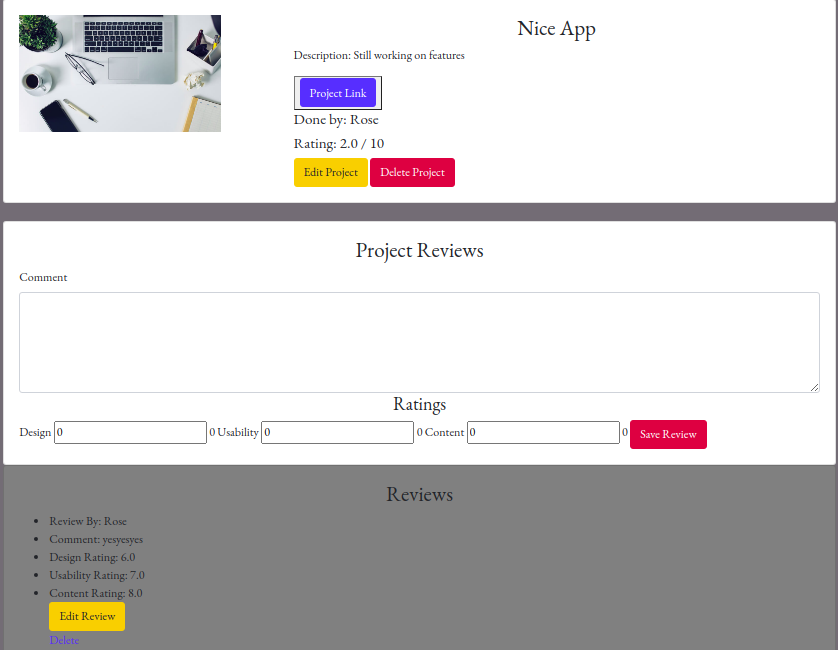 Nice App
Description: Still working on features
Project Link
Done by: Rose
Rating: 2.0 / 10
Edit Project Delete Project
Project Reviews
Comment
Ratings
Design 0 0 Usability 0 0 Content 0 0 Save Review
Reviews
Review By: Rose
Comment: yesyesyes
Design Rating: 6.0
Usability Rating: 7.0
Content Rating: 8.0
Edit Review
Delete